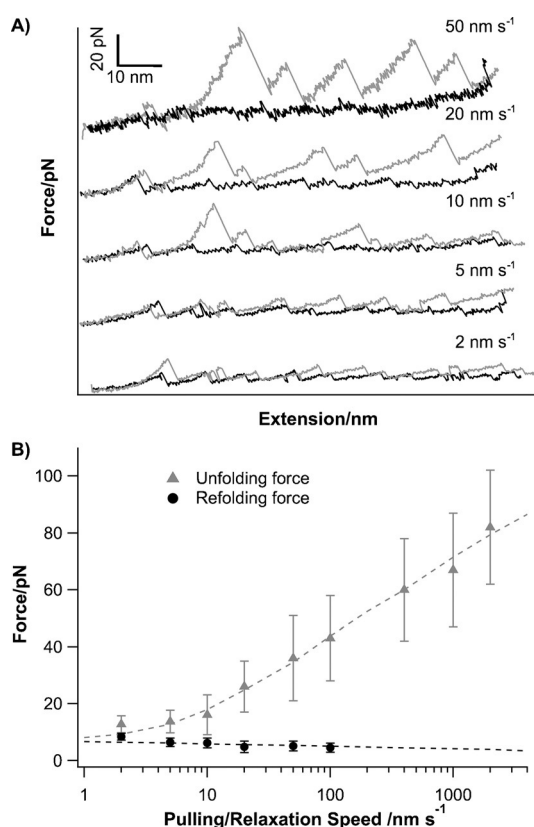 A)
50 nm s⁻¹
20 pN
10 nm
20 nm s⁻¹
10 nm s⁻¹
5 nm s⁻¹
2 nm s⁻¹
Force/pN
Extension/nm
B)
Unfolding force
Refolding force
100
80
60
40
20
0
Force/pN
1
10
100
1000
Pulling/Relaxation Speed /nm s⁻¹